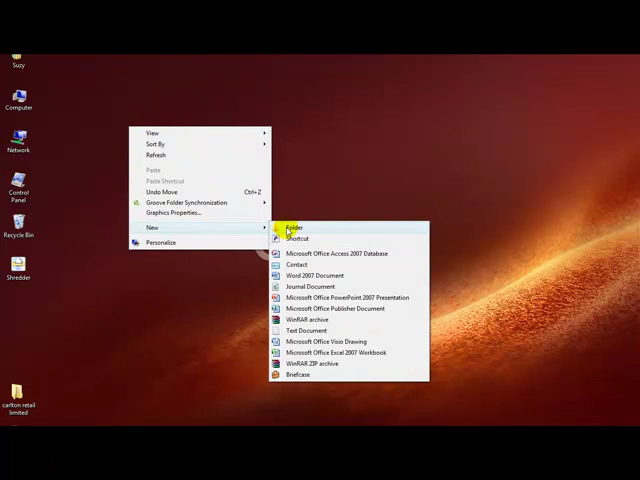 Suzy
Computer
Network
Control
Panel
Recycle Bin
Shredder
carlton retail
limited
View
Sort By
Refresh
Paste
Paste Shortcut
Undo Move Ctrl+Z
Groove Folder Synchronization
Graphics Properties...
New
Personalize
Folder
Shortcut
Microsoft Office Access 2007 Database
Contact
Word 2007 Document
Journal Document
Microsoft Office PowerPoint 2007 Presentation
Microsoft Office Publisher Document
WinRAR archive
Text Document
Microsoft Office Visio Drawing
Microsoft Office Excel 2007 Workbook
WinRAR ZIP archive
Briefcase